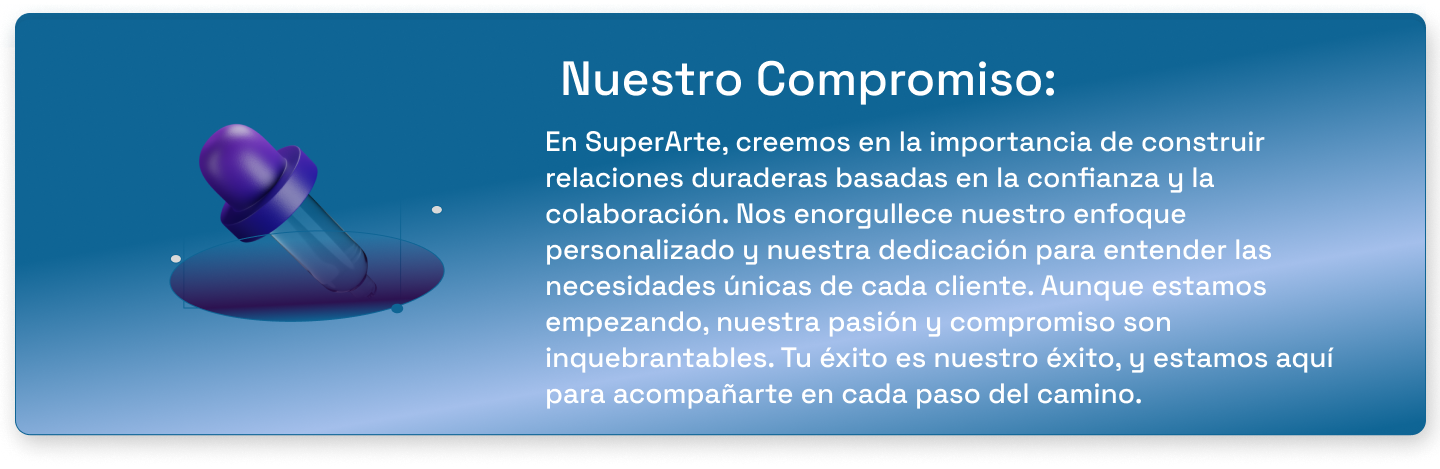 Nuestro Compromiso:
En SuperArte, creemos en la importancia de construir
relaciones duraderas basadas en la confianza y la
colaboración. Nos enorgullece nuestro enfoque
personalizado y nuestra dedicación para entender las
necesidades únicas de cada cliente. Aunque estamos
empezando, nuestra pasión y compromiso son
inquebrantables. Tu éxito es nuestro éxito, y estamos aquí
para acompañarte en cada paso del camino.